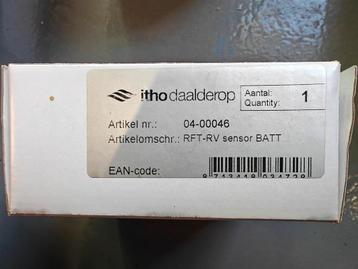 itho daalderop
Aantal:
Quantity: 1
Artikel nr.: 04-00046
Artikelomschr.: RFT-RV sensor BATT
EAN-code: